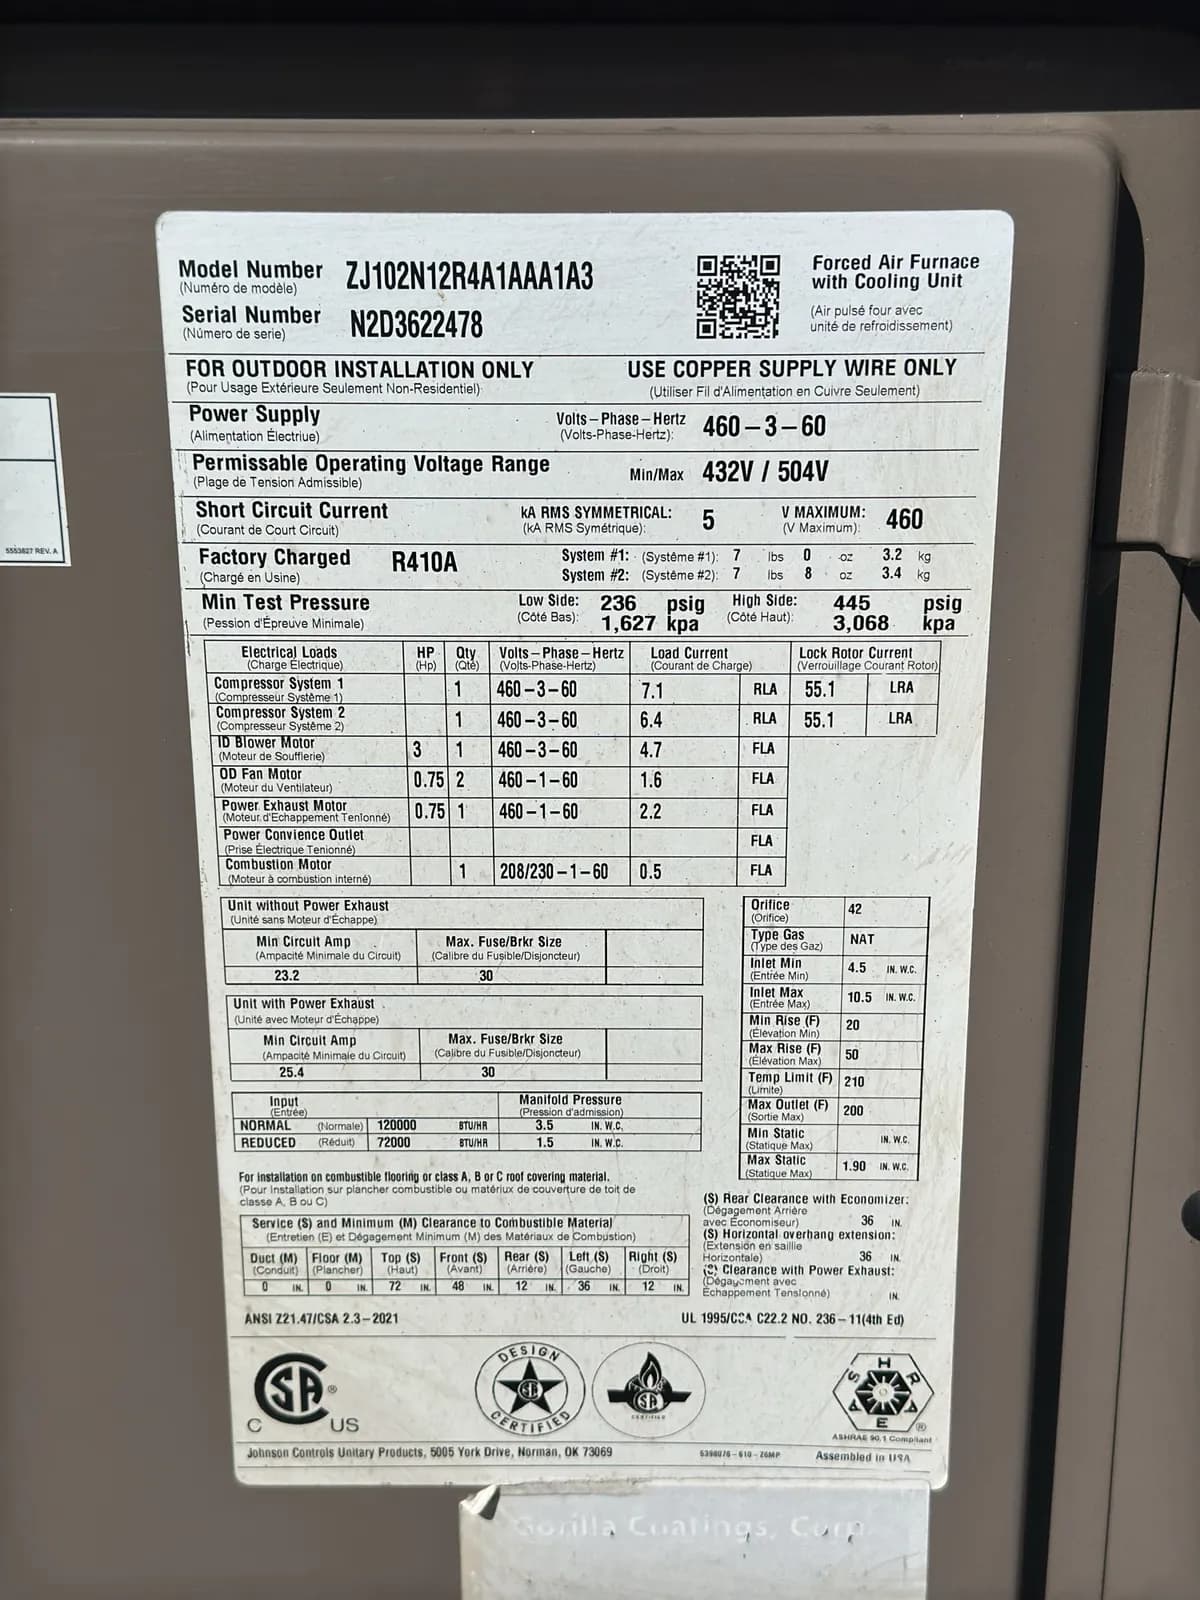 Model Number ZJ102N12R4A1AAA1A3
(Numéro de modèle)
Serial Number N2D3622478
(Número de serie)
Forced Air Furnace
with Cooling Unit
(Air pulsé four avec
unité de refroidissement)
FOR OUTDOOR INSTALLATION ONLY USE COPPER SUPPLY WIRE ONLY
(Pour Usage Extérieure Seulement Non-Residentiel) (Utiliser Fil d'Alimentation en Cuivre Seulement)
Power Supply Volts-Phase-Hertz 460-3-60
(Alimentation Électriue) (Volts-Phase-Hertz):
Permissable Operating Voltage Range Min/Max 432V / 504V
(Plage de Tension Admissible)
Short Circuit Current kA RMS SYMMETRICAL: 5 V MAXIMUM: 460
(Courant de Court Circuit) (kA RMS Symétrique): (V Maximum):
Factory Charged R410A System #1: (Systême #1): 7 lbs 0 oz 3.2 kg
(Chargé en Usine) System #2: (Systême #2): 7 lbs 8 oz 3.4 kg
Min Test Pressure Low Side: 236 psig High Side: 445 psig
(Pession d'Épreuve Minimale) (Côté Bas): 1,627 kpa (Côté Haut): 3,068 kpa
Electrical Loads HP Qty Volts-Phase-Hertz Load Current Lock Rotor Current
(Charge Électrique) (Hp) (Qté) (Volts-Phase-Hertz) (Courant de Charge) (Verrouillage Courant Rotor)
Compressor System 1 1 460-3-60 7.1 RLA 55.1 LRA
(Compresseur Système 1)
Compressor System 2 1 460-3-60 6.4 RLA 55.1 LRA
(Compresseur Système 2)
ID Blower Motor 3 1 460-3-60 4.7 FLA
(Moteur de Soufflerie)
OD Fan Motor 0.75 2 460-1-60 1.6 FLA
(Moteur du Ventilateur)
Power Exhaust Motor 0.75 1 460-1-60 2.2 FLA
(Moteur d'Echappement Tenionné)
Power Convience Outlet FLA
(Prise Électrique Tenionné)
Combustion Motor 1 208/230-1-60 0.5 FLA
(Moteur à combustion interné)
Unit without Power Exhaust
(Unité sans Moteur d'Échappe)
Min Circuit Amp Max. Fuse/Brkr Size
(Ampacité Minimale du Circuit) (Calibre du Fusible/Disjoncteur)
23.2 30
Unit with Power Exhaust
(Unité avec Moteur d'Échappe)
Min Circuit Amp Max. Fuse/Brkr Size
(Ampacité Minimale du Circuit) (Calibre du Fusible/Disjoncteur)
25.4 30
Input Manifold Pressure
(Entrée) (Pression d'admission)
NORMAL (Normale) 120000 BTU/HR 3.5 IN. W.C.
REDUCED (Réduit) 72000 BTU/HR 1.5 IN. W.C.
Orifice 42
(Orifice)
Type Gas NAT
(Type des Gaz)
Inlet Min 4.5 IN. W.C.
(Entrée Min)
Inlet Max 10.5 IN. W.C.
(Entrée Max)
Min Rise (F) 20
(Élevation Min)
Max Rise (F) 50
(Élévation Max)
Temp Limit (F) 210
(Limite)
Max Outlet (F) 200
(Sortie Max)
Min Static IN. W.C.
(Statique Max)
Max Static 1.90 IN. W.C.
(Statique Max)
For installation on combustible flooring or class A, B or C roof covering material.
(Pour Installation sur plancher combustible ou matériux de couverture de toit de
classe A, B ou C)
Service (S) and Minimum (M) Clearance to Combustible Material
(Entretien (E) et Dégagement Minimum (M) des Matériaux de Combustion)
Duct (M) Floor (M) Top (S) Front (S) Rear (S) Left (S) Right (S)
(Conduit) (Plancher) (Haut) (Avant) (Arrière) (Gauche) (Droit)
0 IN. 0 IN. 72 IN. 48 IN. 12 IN. 36 IN. 12 IN.
(S) Rear Clearance with Economizer:
(Dégagement Arrière
avec Économiseur) 36 IN.
(S) Horizontal overhang extension:
(Extension en saillie
Horizontale) 36 IN.
(S) Clearance with Power Exhaust:
(Dégagement avec
Échappement Tensionné) IN.
ANSI Z21.47/CSA 2.3-2021 UL 1995/CSA C22.2 NO. 236-11(4th Ed)
SA ® C US
DESIGN SA CERTIFIED
SA CERTIFIED
ASHRAE ®
ASHRAE 90.1 Compliant
Johnson Controls Unitary Products, 5005 York Drive, Norman, OK 73069 5398076-610-Z6MP Assembled in USA
Gorilla Coatings, Corp.
5553827 REV. A